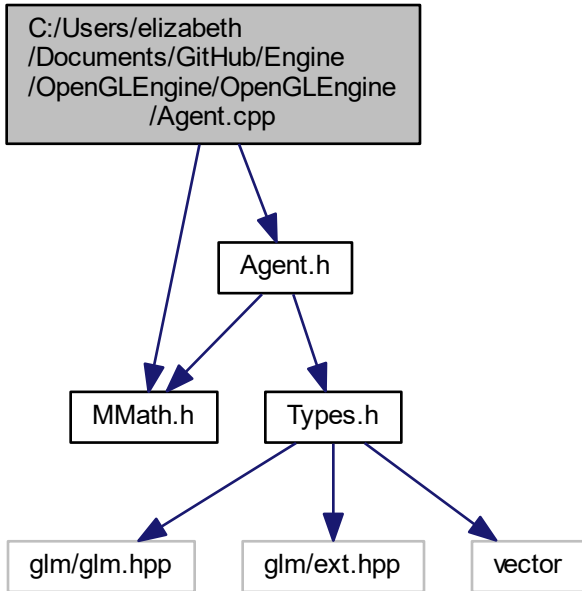 C:/Users/elizabeth
/Documents/GitHub/Engine
/OpenGLEngine/OpenGLEngine
/Agent.cpp
Agent.h
MMath.h
Types.h
glm/glm.hpp
glm/ext.hpp
vector